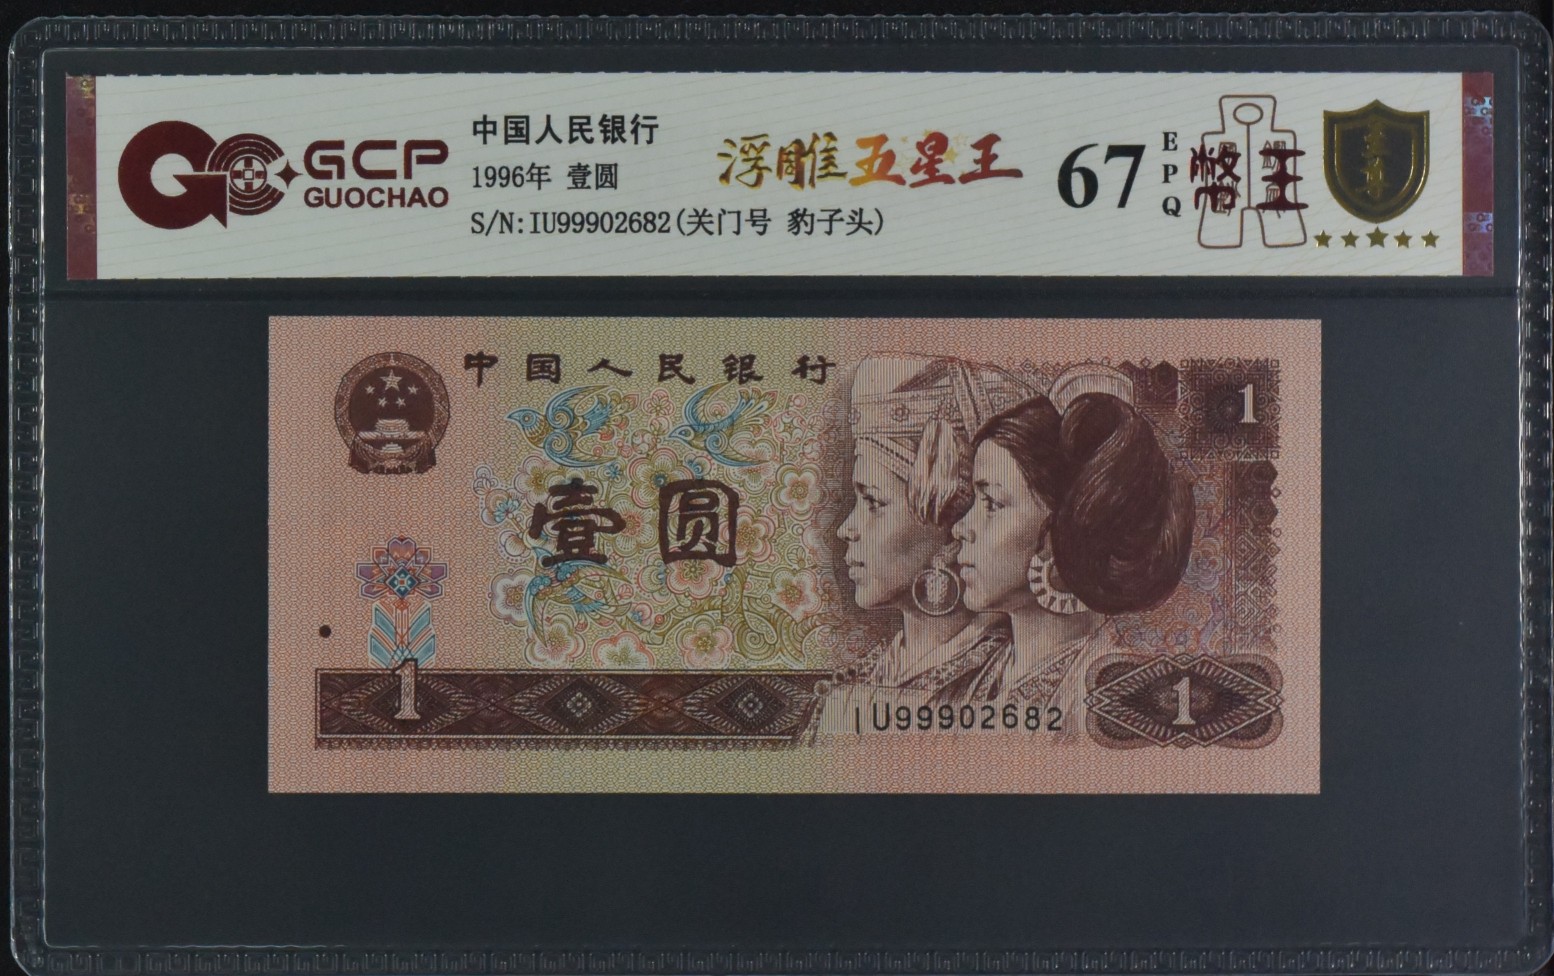 GCP
GUOCHAO
中国人民银行
1996年 壹圆
S/N:IU99902682(关门号 豹子头)
浮雕五星王
67
EPQ
至尊
中国人民银行
壹圆
1
1
1
IU99902682